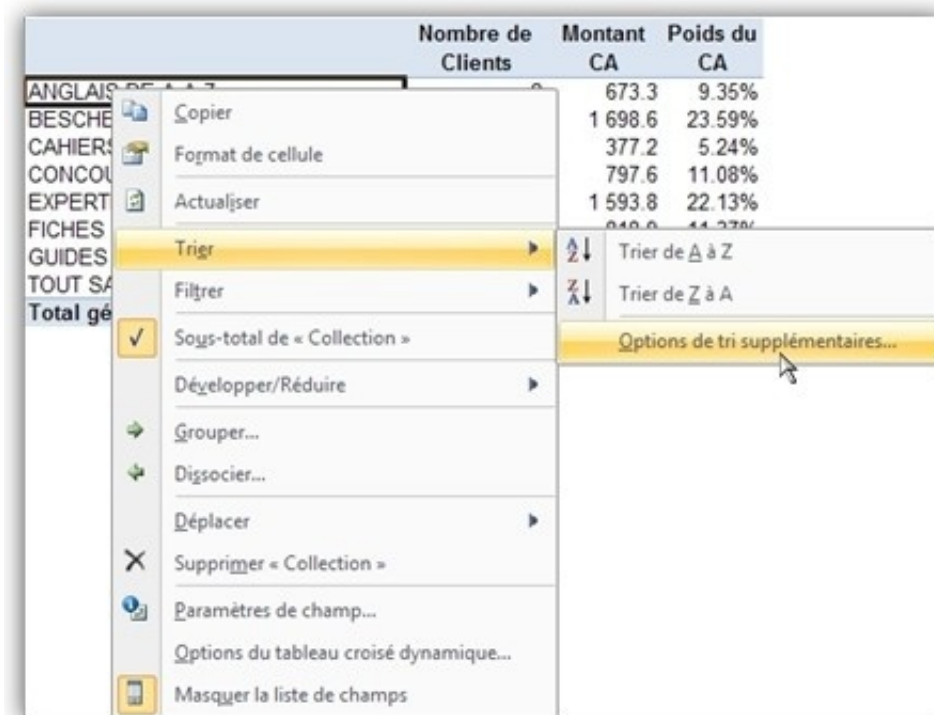 Nombre de Clients Montant CA Poids du CA
ANGLAIS DE A A Z 673.3 9.35%
BESCHE 1 698.6 23.59%
CAHIERS 377.2 5.24%
CONCOU 797.6 11.08%
EXPERT 1 593.8 22.13%
FICHES
GUIDES
TOUT SA
Total gé
Copier
Format de cellule
Actualiser
Trier
Filtrer
Sous-total de « Collection »
Développer/Réduire
Grouper...
Dissocier...
Déplacer
Supprimer « Collection »
Paramètres de champ...
Options du tableau croisé dynamique...
Masquer la liste de champs
Trier de A à Z
Trier de Z à A
Options de tri supplémentaires...